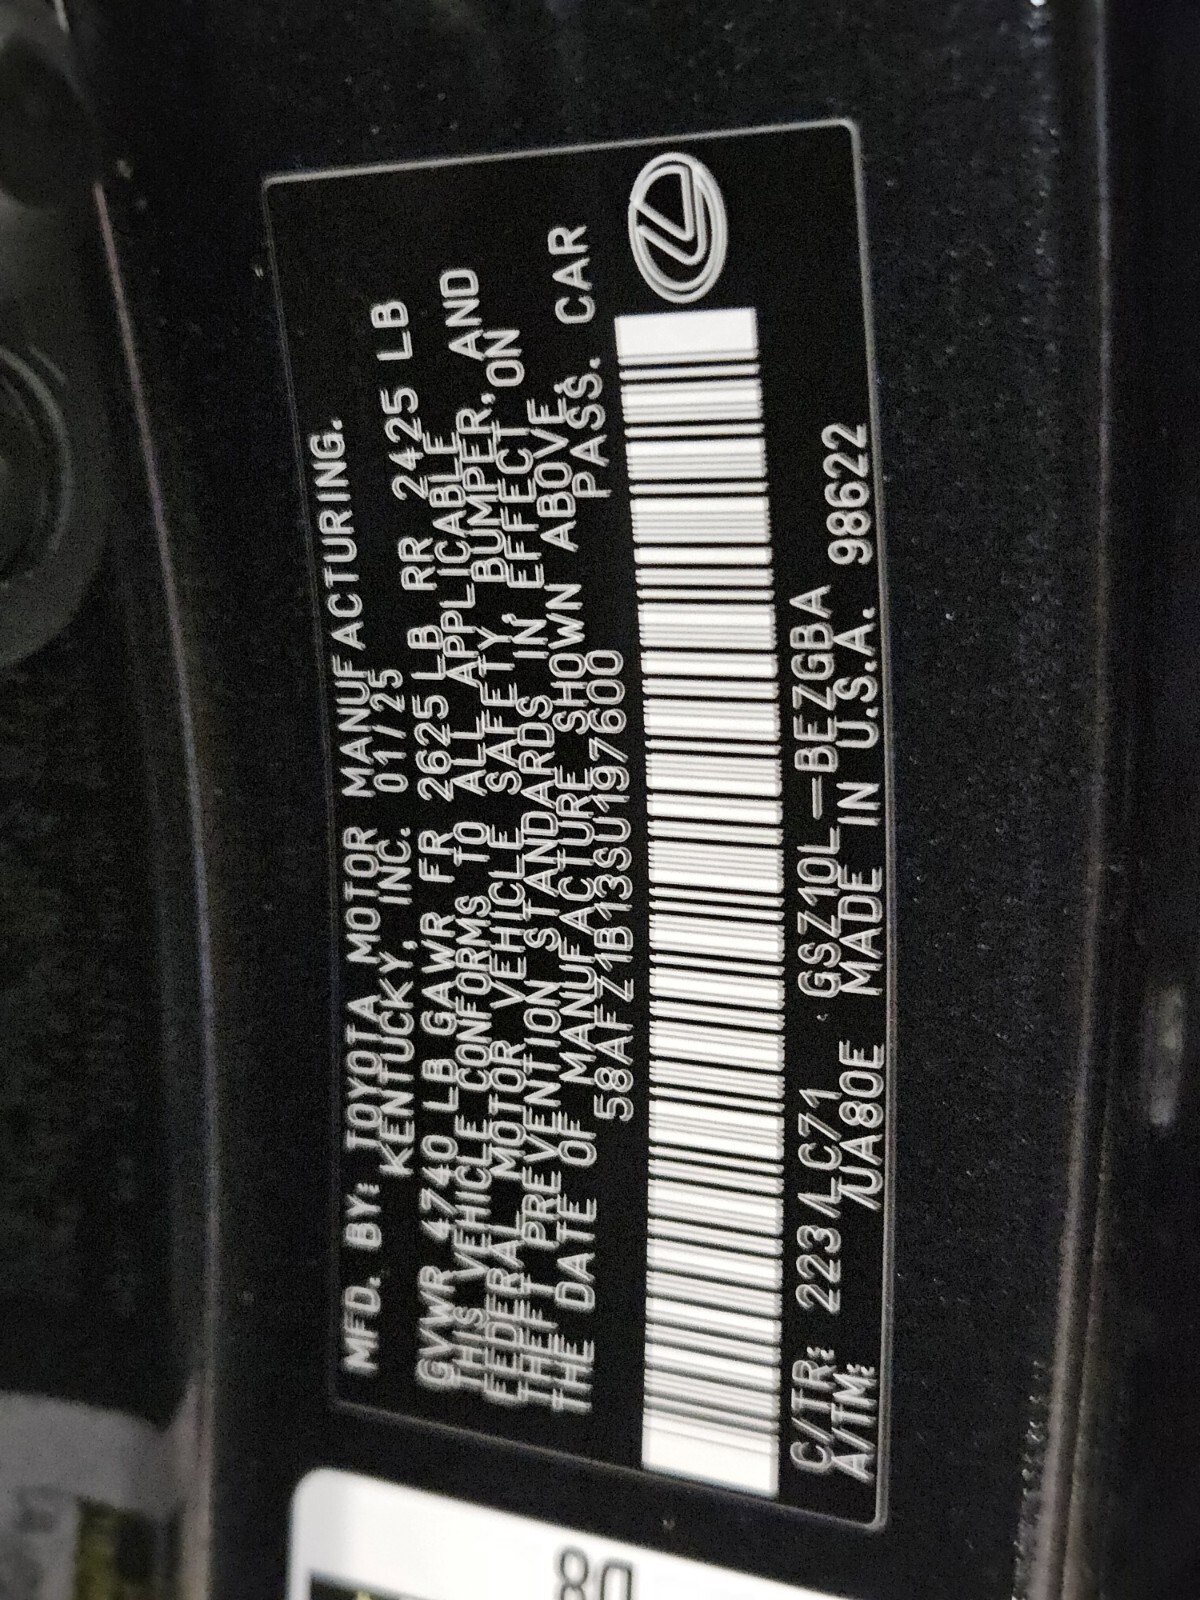 MFD. BY: TOYOTA MOTOR MANUFACTURING.
KENTUCKY, INC. 01/25
GVWR 4740 LB GAWR FR 2625 LB RR 2425 LB
THIS VEHICLE CONFORMS TO ALL APPLICABLE
FEDERAL MOTOR VEHICLE SAFETY, BUMPER, AND
THEFT PREVENTION STANDARDS IN EFFECT ON
THE DATE OF MANUFACTURE SHOWN ABOVE.
58AFZ1B13SU197600 PASS. CAR
C/TR: 223 /LC71 GSZ10L-BEZGBA
A/TM: /UA80E MADE IN U.S.A. 98622
80